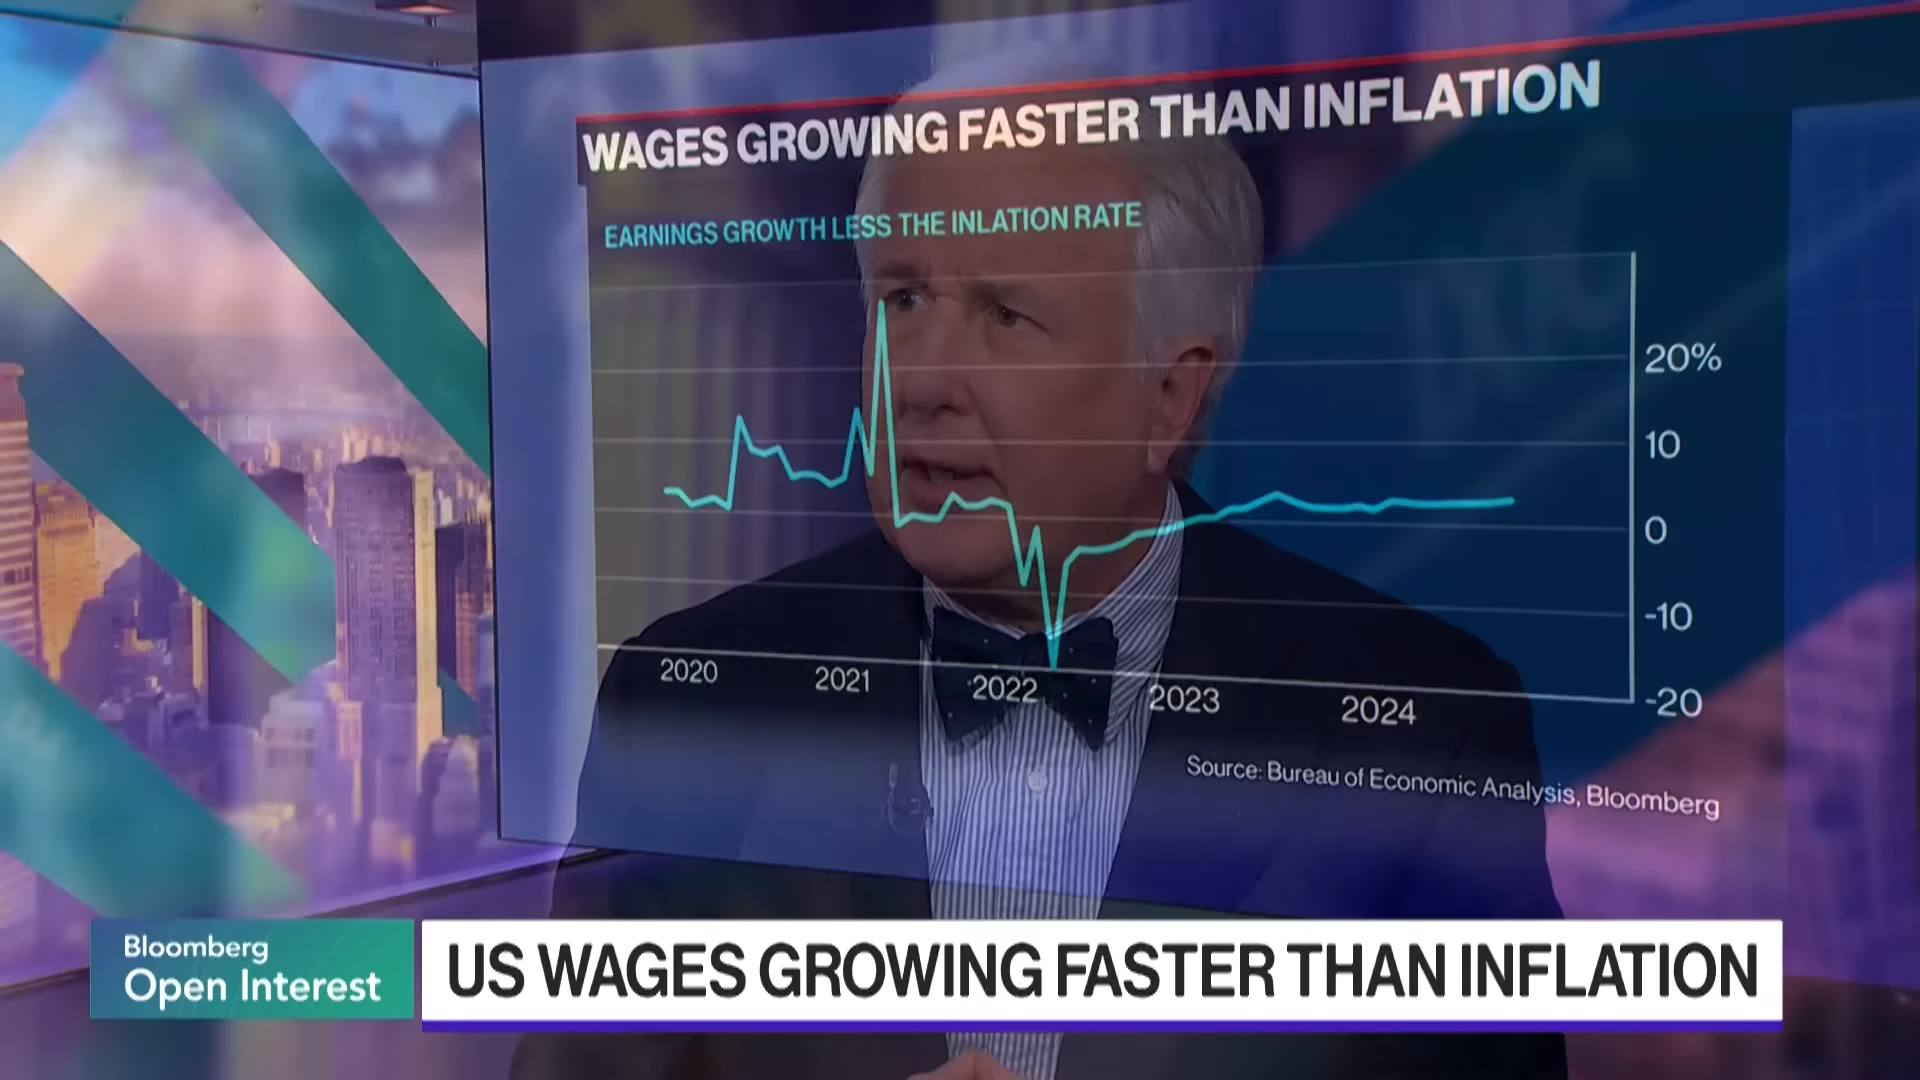 WAGES GROWING FASTER THAN INFLATION
EARNINGS GROWTH LESS THE INLATION RATE
20%
10
0
-10
-20
2020 2021 2022 2023 2024
Source: Bureau of Economic Analysis, Bloomberg
Bloomberg
Open Interest
US WAGES GROWING FASTER THAN INFLATION